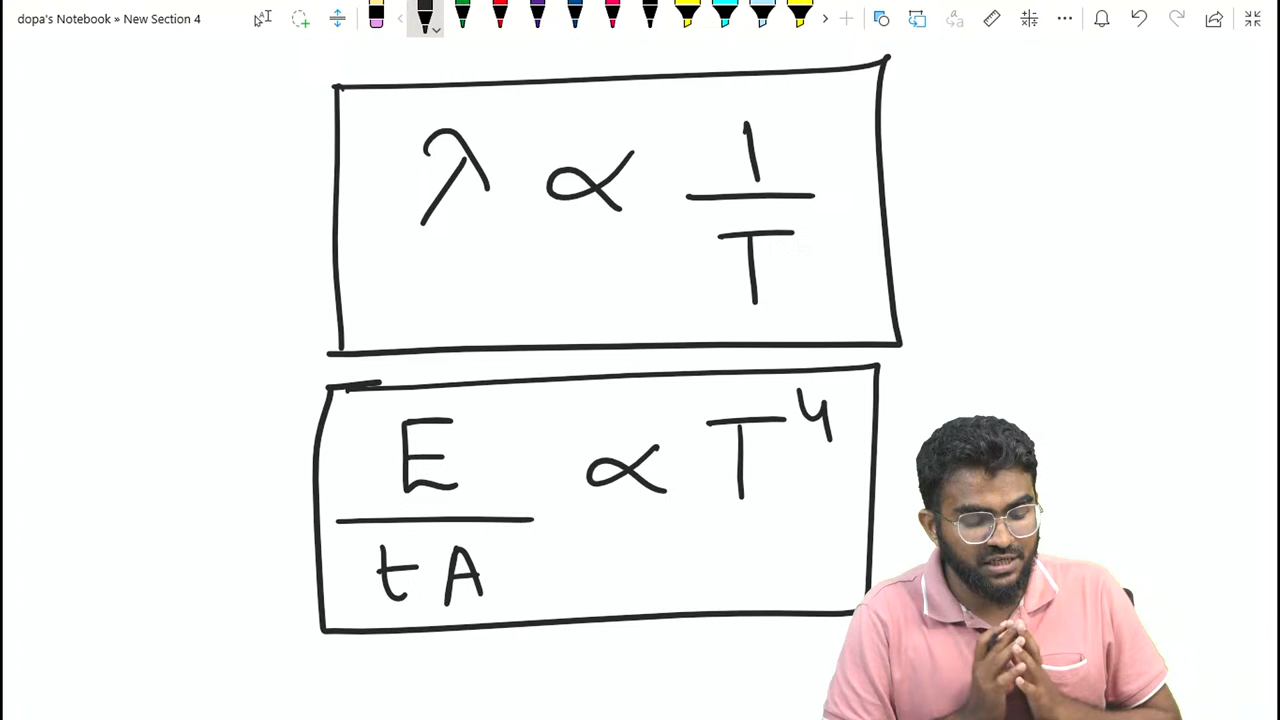 dopa's Notebook » New Section 4
λ ∝ 1/T
E/tA ∝ T⁴